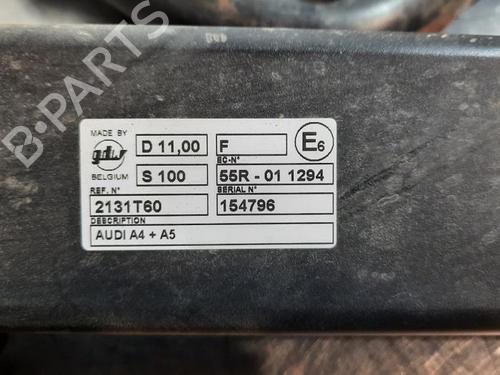 B-PARTS
MADE BY
gdw
BELGIUM
D 11,00
F
E6
EC-N°
S 100
55R - 01 1294
REF. N°
SERIAL N°
2131T60
154796
DESCRIPTION
AUDI A4 + A5